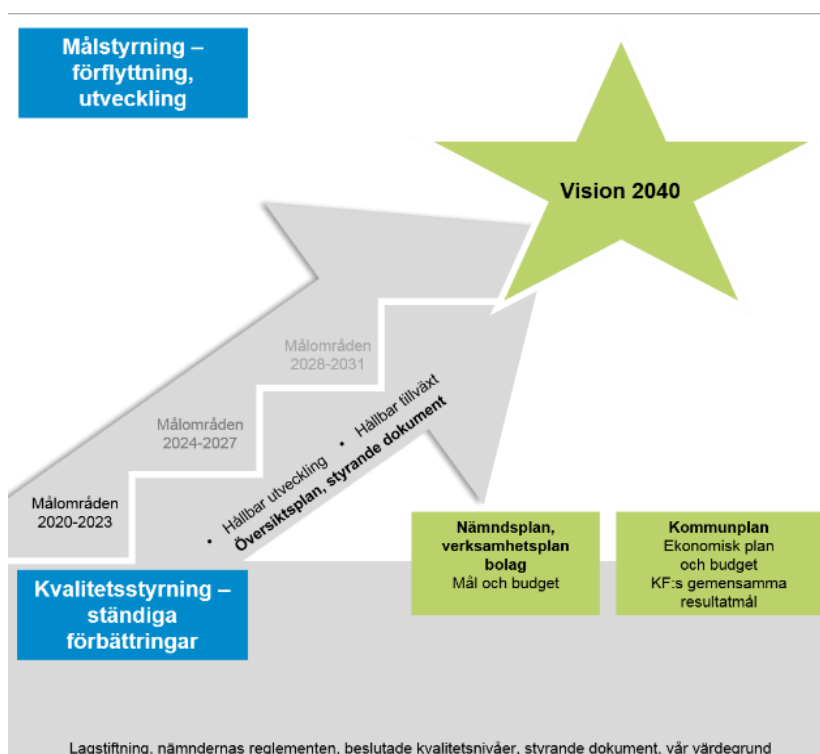 Målstyrning –
förflyttning,
utveckling
Vision 2040
Målområden
2028-2031
Målområden
2024-2027
Målområden
2020-2023
• Hållbar utveckling
• Hållbar tillväxt
Översiktsplan, styrande dokument
Nämndsplan,
verksamhetsplan
bolag
Mål och budget
Kommunplan
Ekonomisk plan
och budget
KF:s gemensamma
resultatmål
Kvalitetsstyrning –
ständiga
förbättringar
Lagstiftning, nämndernas reglementen, beslutade kvalitetsnivåer, styrande dokument, vår värdegrund